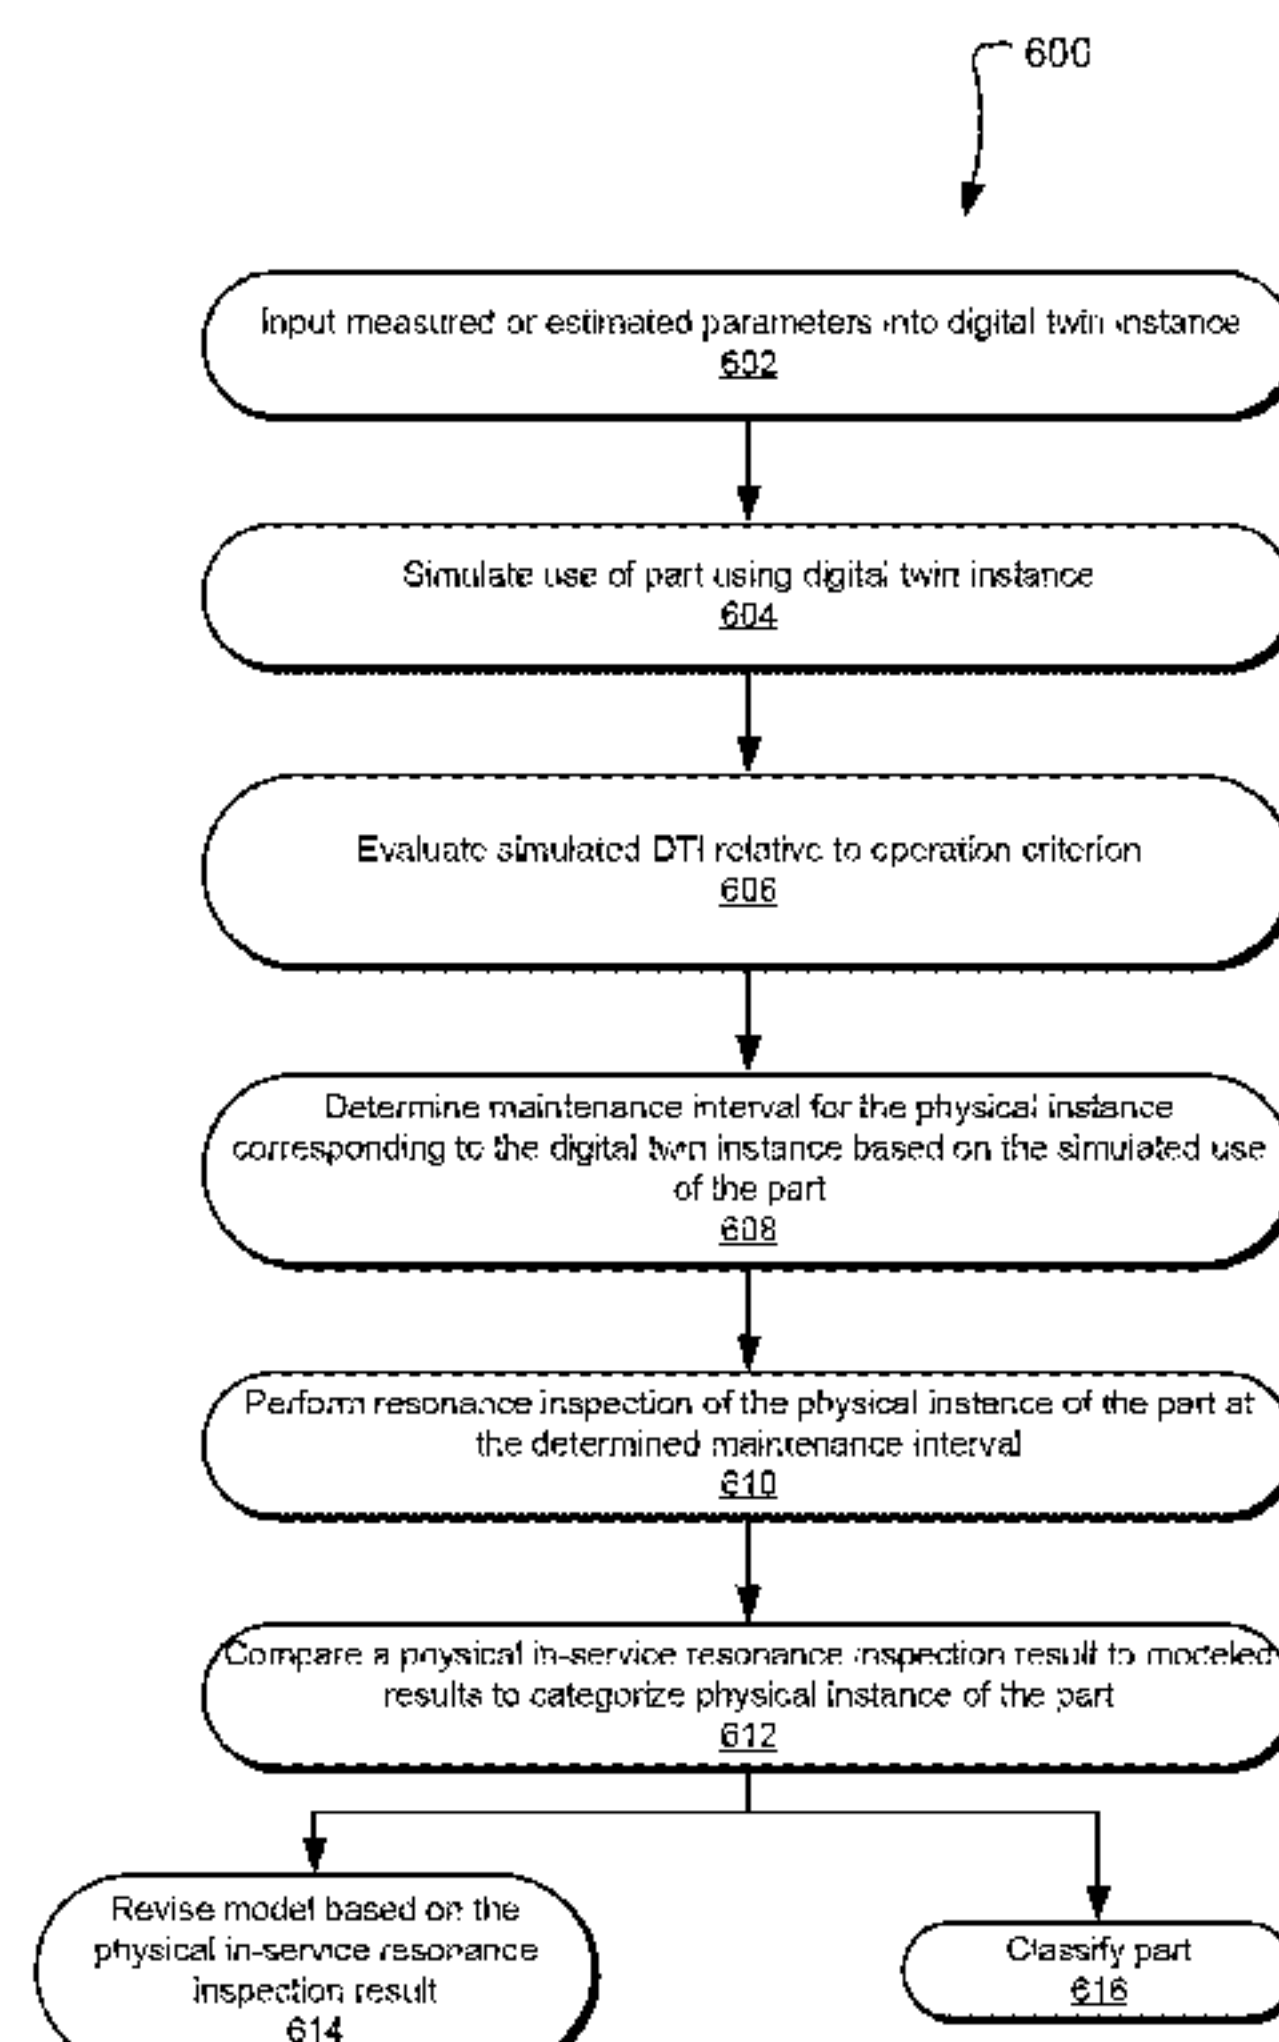 600
Input measured or estimated parameters into digital twin instance
602
Simulate use of part using digital twin instance
604
Evaluate simulated DTI relative to operation criterion
606
Determine maintenance interval for the physical instance
corresponding to the digital twin instance based on the simulated use
of the part
608
Perform resonance inspection of the physical instance of the part at
the determined maintenance interval
610
Compare a physical in-service resonance inspection result to modeled
results to categorize physical instance of the part
612
Revise model based on the
physical in-service resonance
inspection result
614
Classify part
616